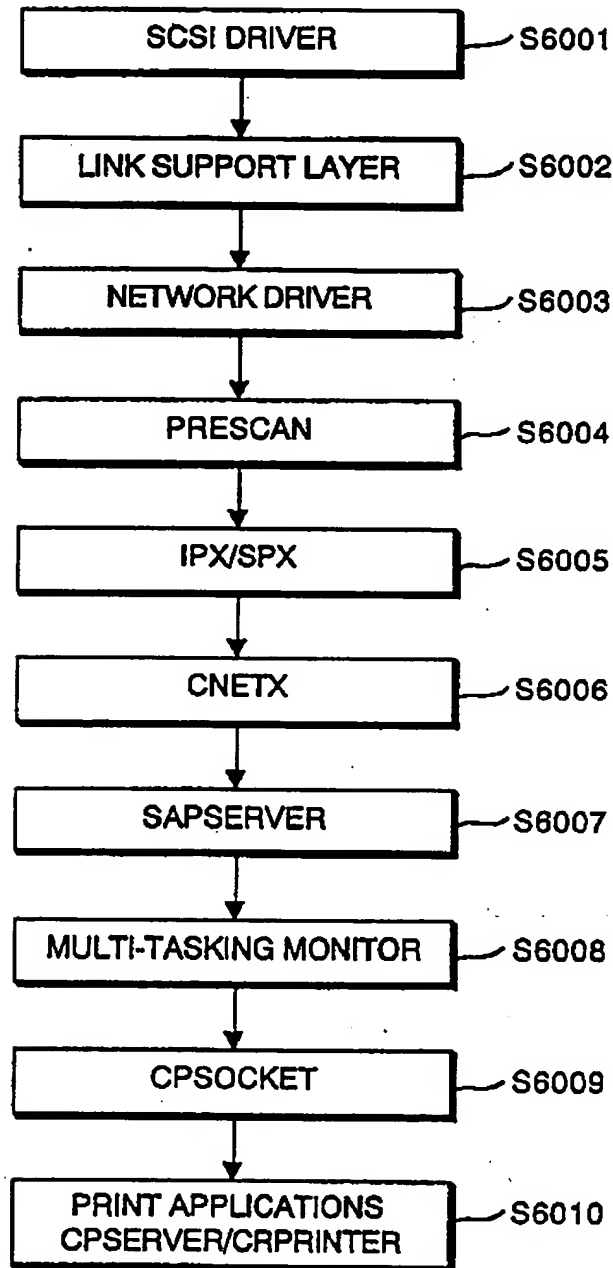 SCSI DRIVER
S6001
LINK SUPPORT LAYER
S6002
NETWORK DRIVER
S6003
PRESCAN
S6004
IPX/SPX
S6005
CNETX
S6006
SAPSERVER
S6007
MULTI-TASKING MONITOR
S6008
CPSOCKET
S6009
PRINT APPLICATIONS
CPSERVER/CRPRINTER
S6010